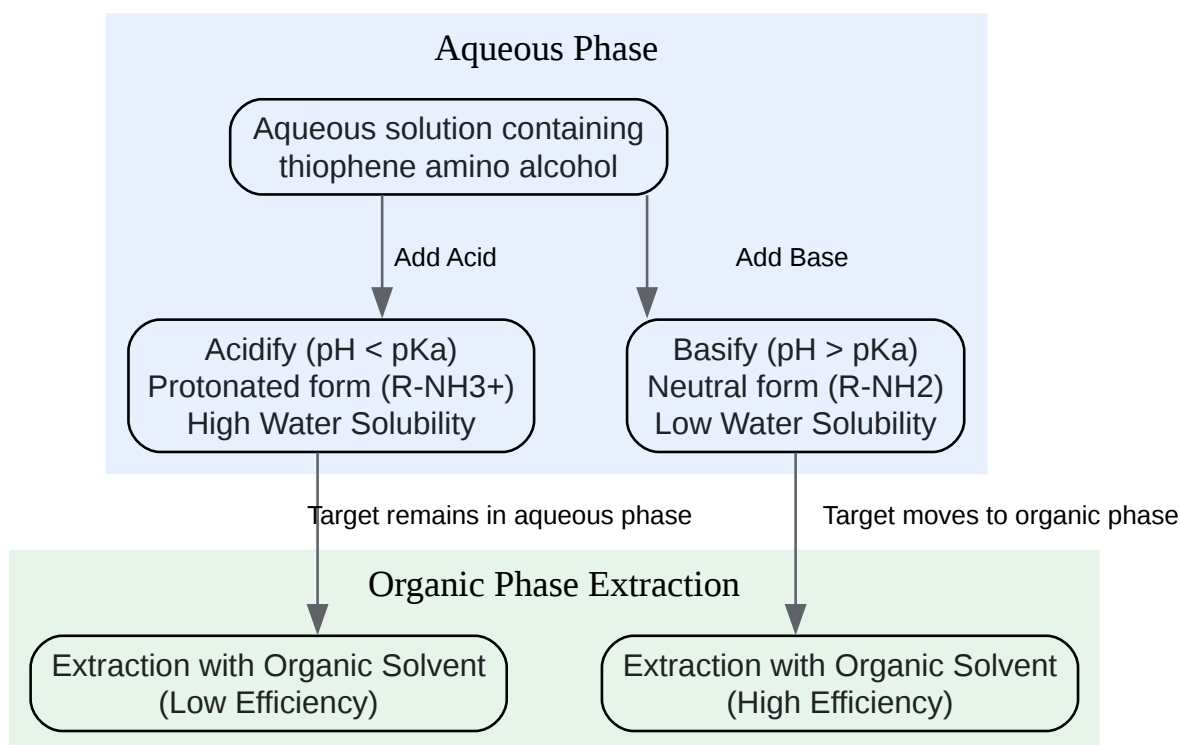 Aqueous Phase
Aqueous solution containing
thiophene amino alcohol
Add Acid
Add Base
Acidify (pH < pKa)
Protonated form (R-NH3+)
High Water Solubility
Basify (pH > pKa)
Neutral form (R-NH2)
Low Water Solubility
Target remains in aqueous phase
Target moves to organic phase
Organic Phase Extraction
Extraction with Organic Solvent
(Low Efficiency)
Extraction with Organic Solvent
(High Efficiency)